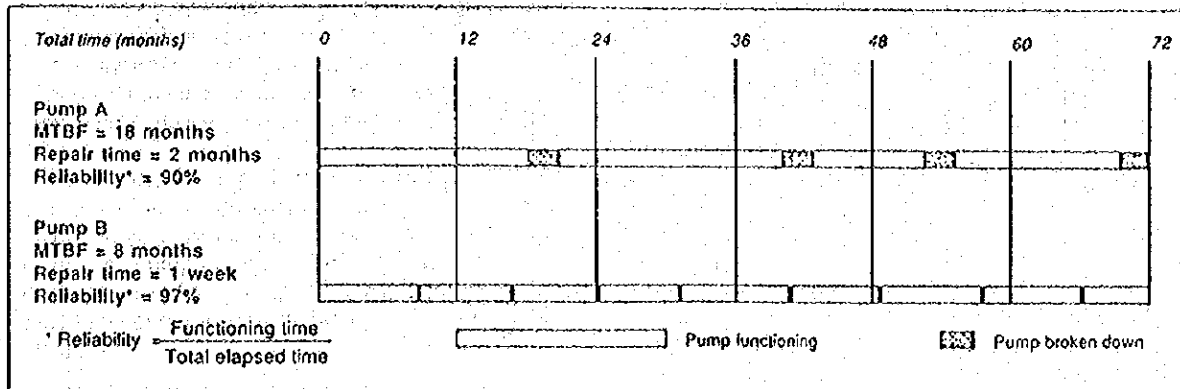 Total time (months) 0 12 24 36 48 60 72
Pump A
MTBF = 18 months
Repair time = 2 months
Reliability* = 90%
Pump B
MTBF = 8 months
Repair time = 1 week
Reliability* = 97%
* Reliability = Functioning time
Total elapsed time
Pump functioning
Pump broken down